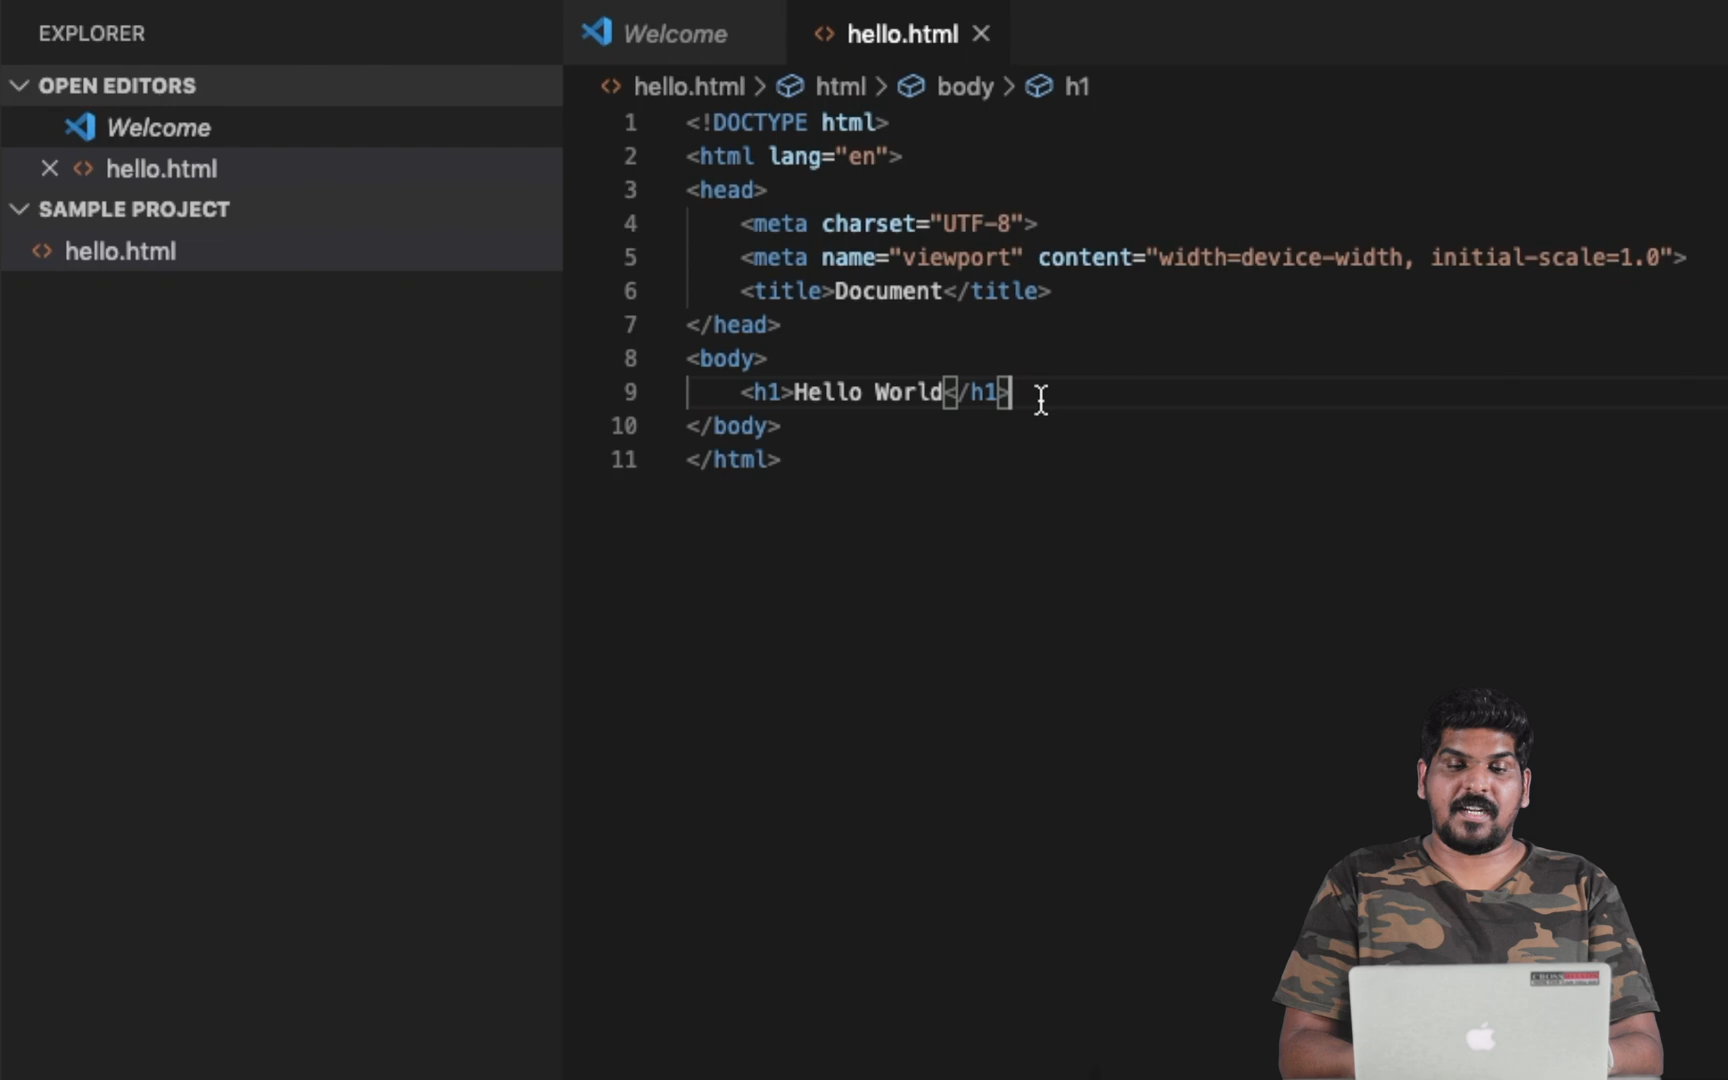 EXPLORER
OPEN EDITORS
Welcome
hello.html
SAMPLE PROJECT
hello.html
Welcome
hello.html
hello.html > html > body > h1
1 <!DOCTYPE html>
2 <html lang="en">
3 <head>
4 <meta charset="UTF-8">
5 <meta name="viewport" content="width=device-width, initial-scale=1.0">
6 <title>Document</title>
7 </head>
8 <body>
9 <h1>Hello World</h1>
10 </body>
11 </html>